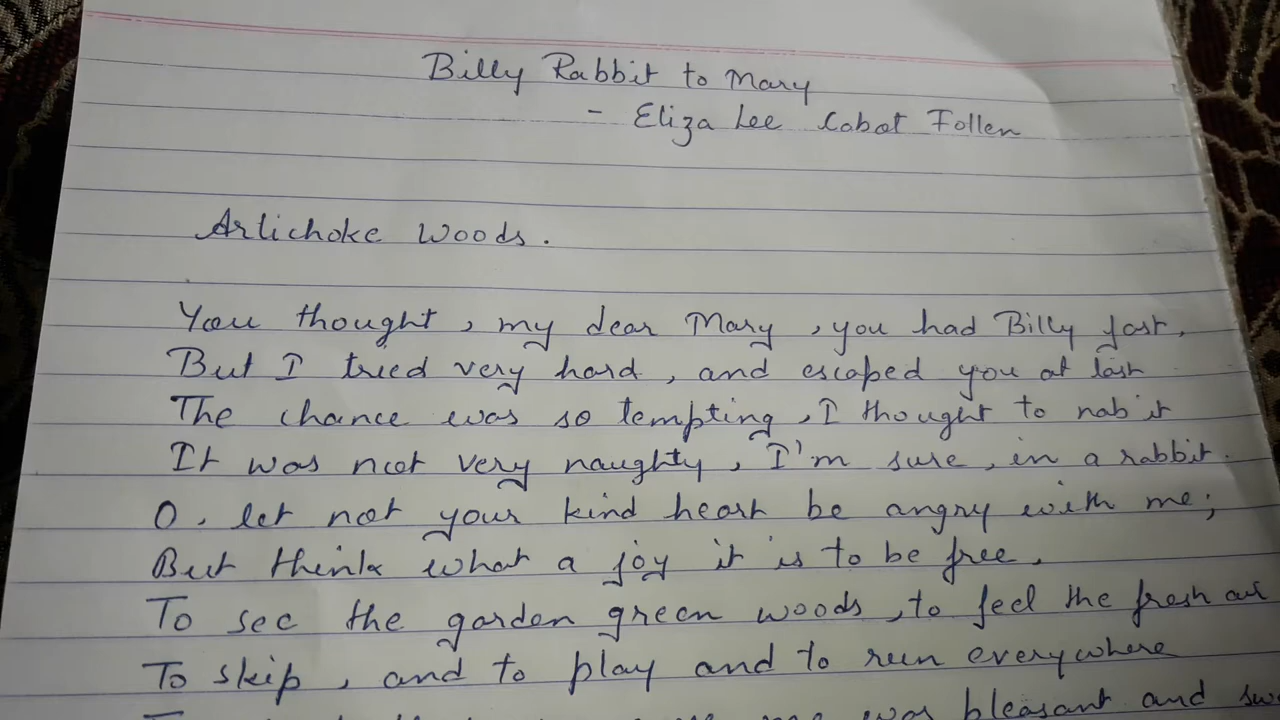 Billy Rabbit to Mary
- Eliza Lee Cabot Follen
Artichoke Woods.
You thought, my dear Mary, you had Billy fast,
But I tried very hard, and escaped you at last
The chance was so tempting, I thought to nab it
It was not very naughty, I'm sure, in a rabbit.
O, let not your kind heart be angry with me;
But think what a joy it is to be free.
To see the garden green woods, to feel the fresh air
To skip, and to play and to run everywhere
was pleasant and